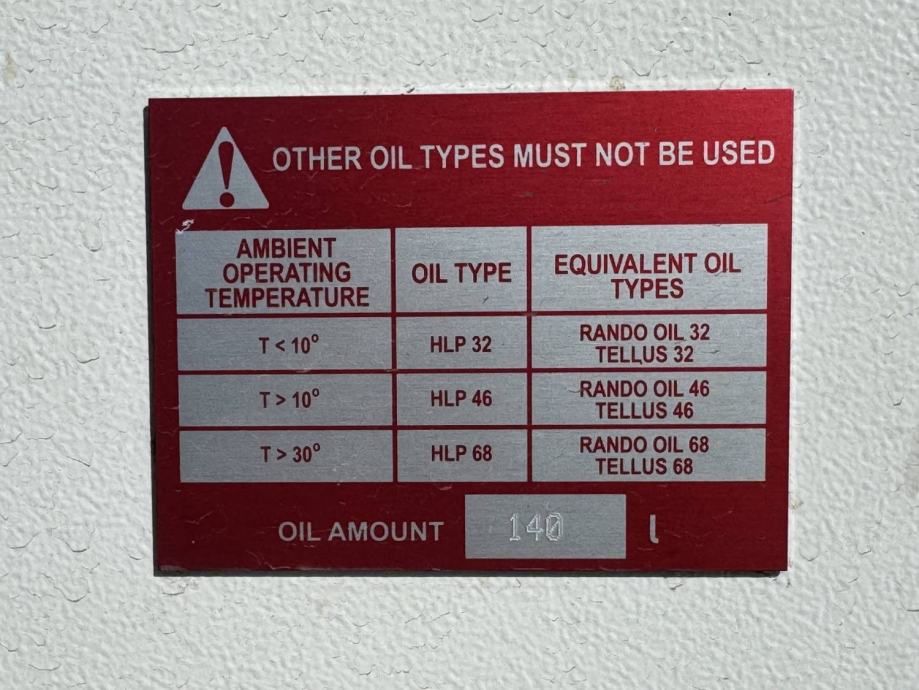 OTHER OIL TYPES MUST NOT BE USED
AMBIENT
OPERATING
TEMPERATURE
OIL TYPE
EQUIVALENT OIL
TYPES
T < 10°
HLP 32
RANDO OIL 32
TELLUS 32
T > 10°
HLP 46
RANDO OIL 46
TELLUS 46
T > 30°
HLP 68
RANDO OIL 68
TELLUS 68
OIL AMOUNT 140 l